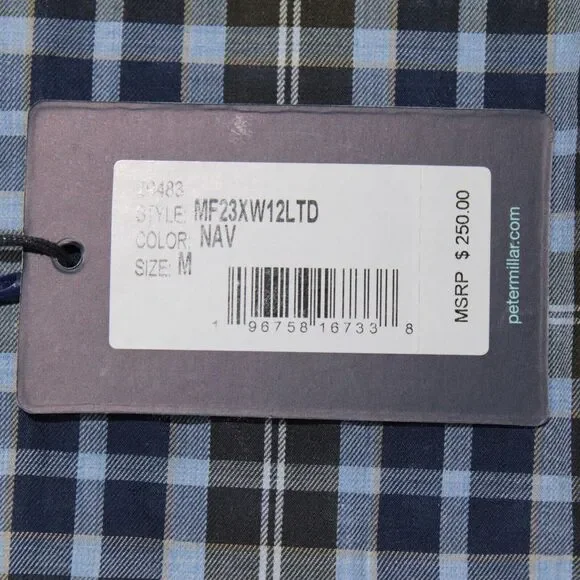 STYLE: MF23XW12LTD
COLOR: NAV
SIZE: M
1 96758 16733 8
MSRP $ 250.00
petermillar.com